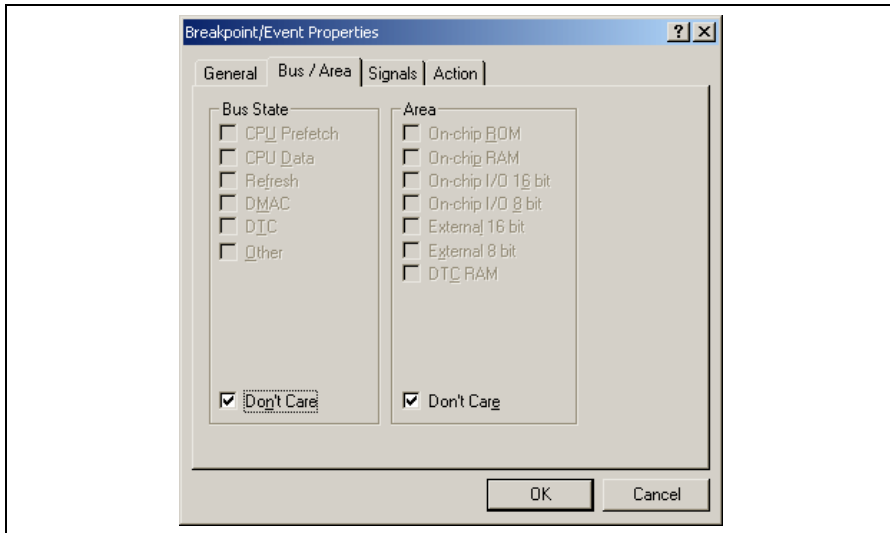 Breakpoint/Event Properties
General Bus / Area Signals Action
Bus State
CPU Prefetch
CPU Data
Refresh
DMAC
DTC
Other
Don't Care
Area
On-chip ROM
On-chip RAM
On-chip I/O 16 bit
On-chip I/O 8 bit
External 16 bit
External 8 bit
DTC RAM
Don't Care
OK Cancel